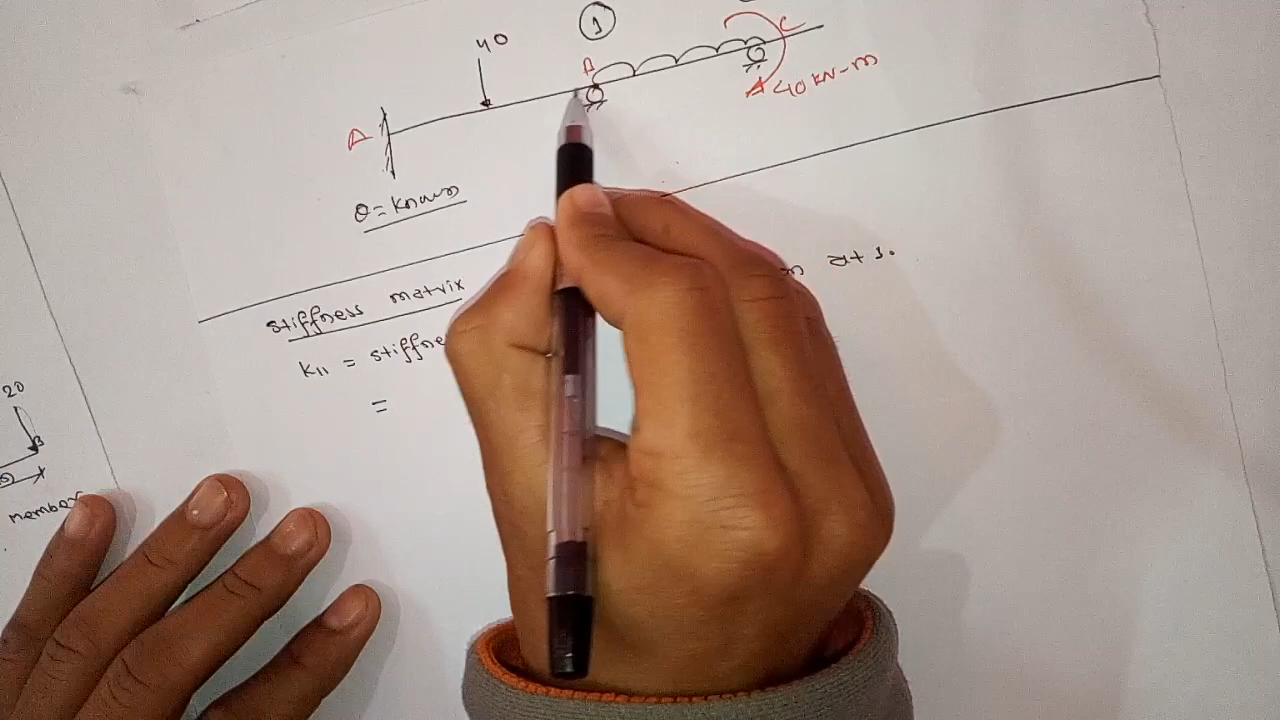 1
40
B
C
40 kN-m
A
θ = known
stiffness matrix
at 1.
K11 = stiffne
=
20
B
member